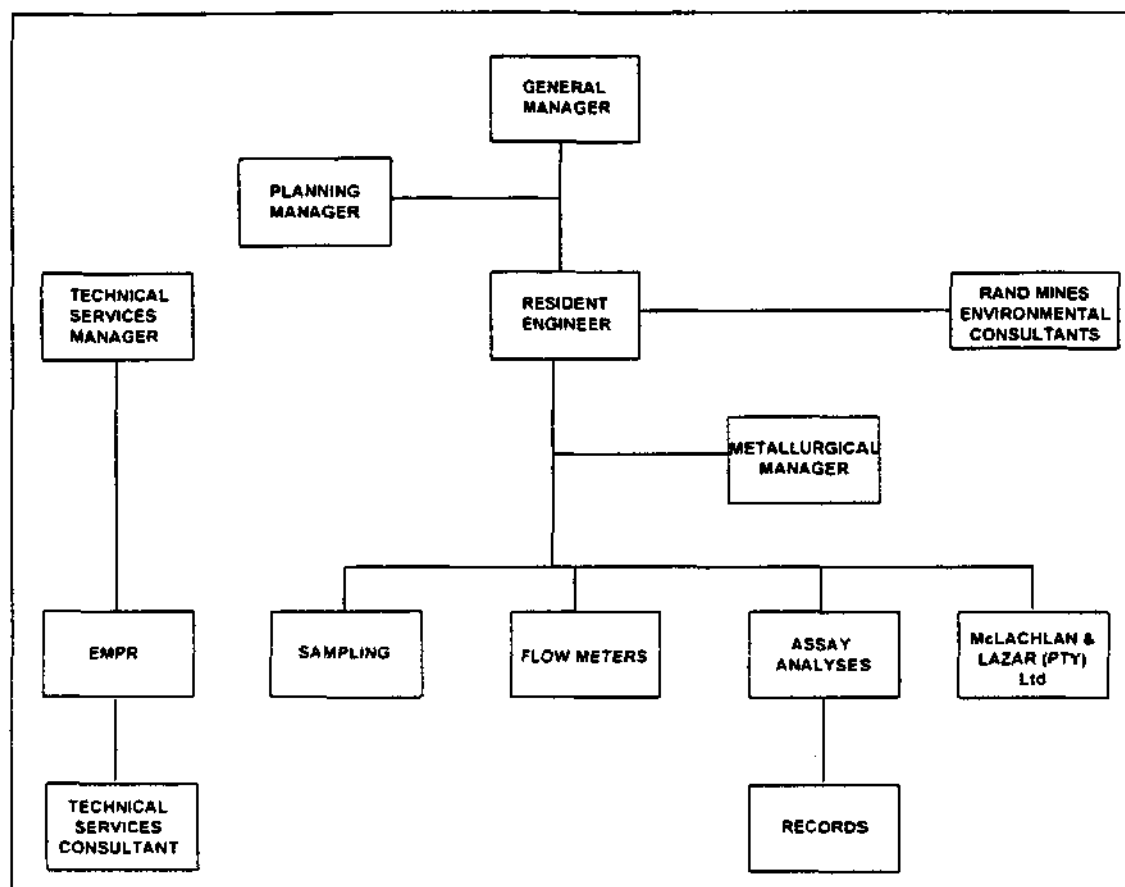 GENERAL
MANAGER
PLANNING
MANAGER
TECHNICAL
SERVICES
MANAGER
RESIDENT
ENGINEER
RAND MINES
ENVIRONMENTAL
CONSULTANTS
METALLURGICAL
MANAGER
EMPR
SAMPLING
FLOW METERS
ASSAY
ANALYSES
McLACHLAN &
LAZAR (PTY)
Ltd
TECHNICAL
SERVICES
CONSULTANT
RECORDS